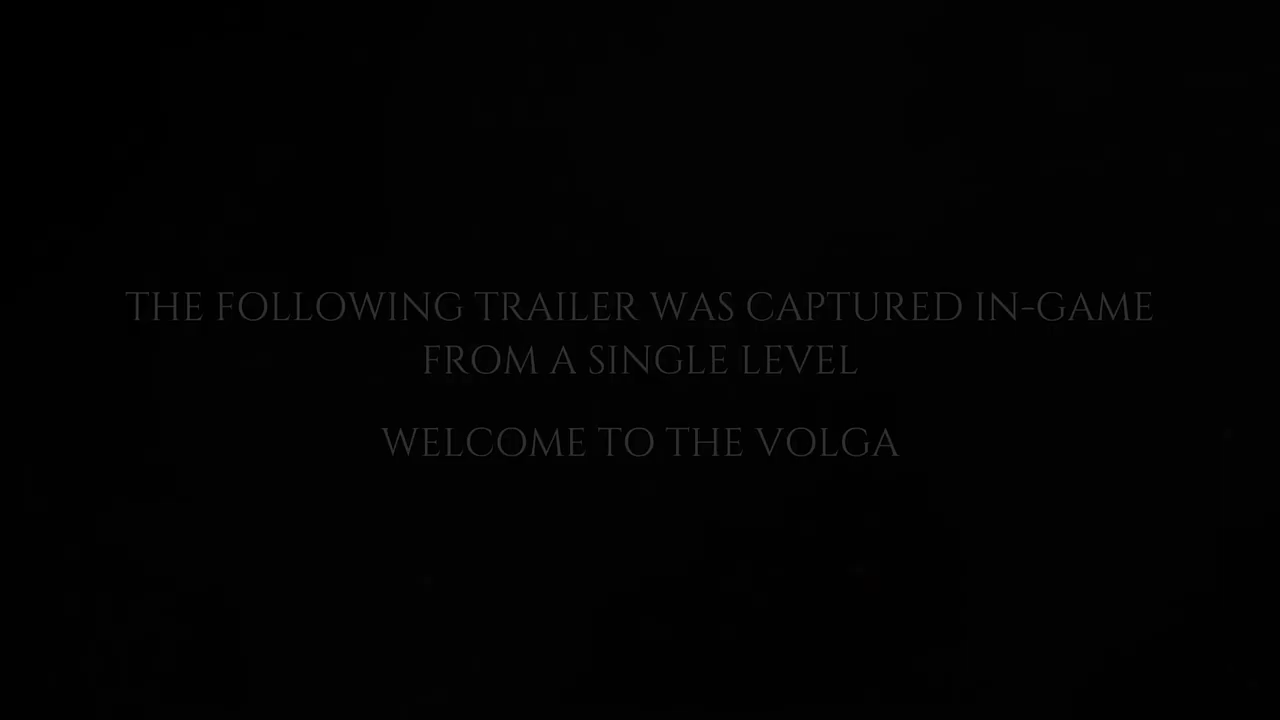 THE FOLLOWING TRAILER WAS CAPTURED IN-GAME
FROM A SINGLE LEVEL
WELCOME TO THE VOLGA